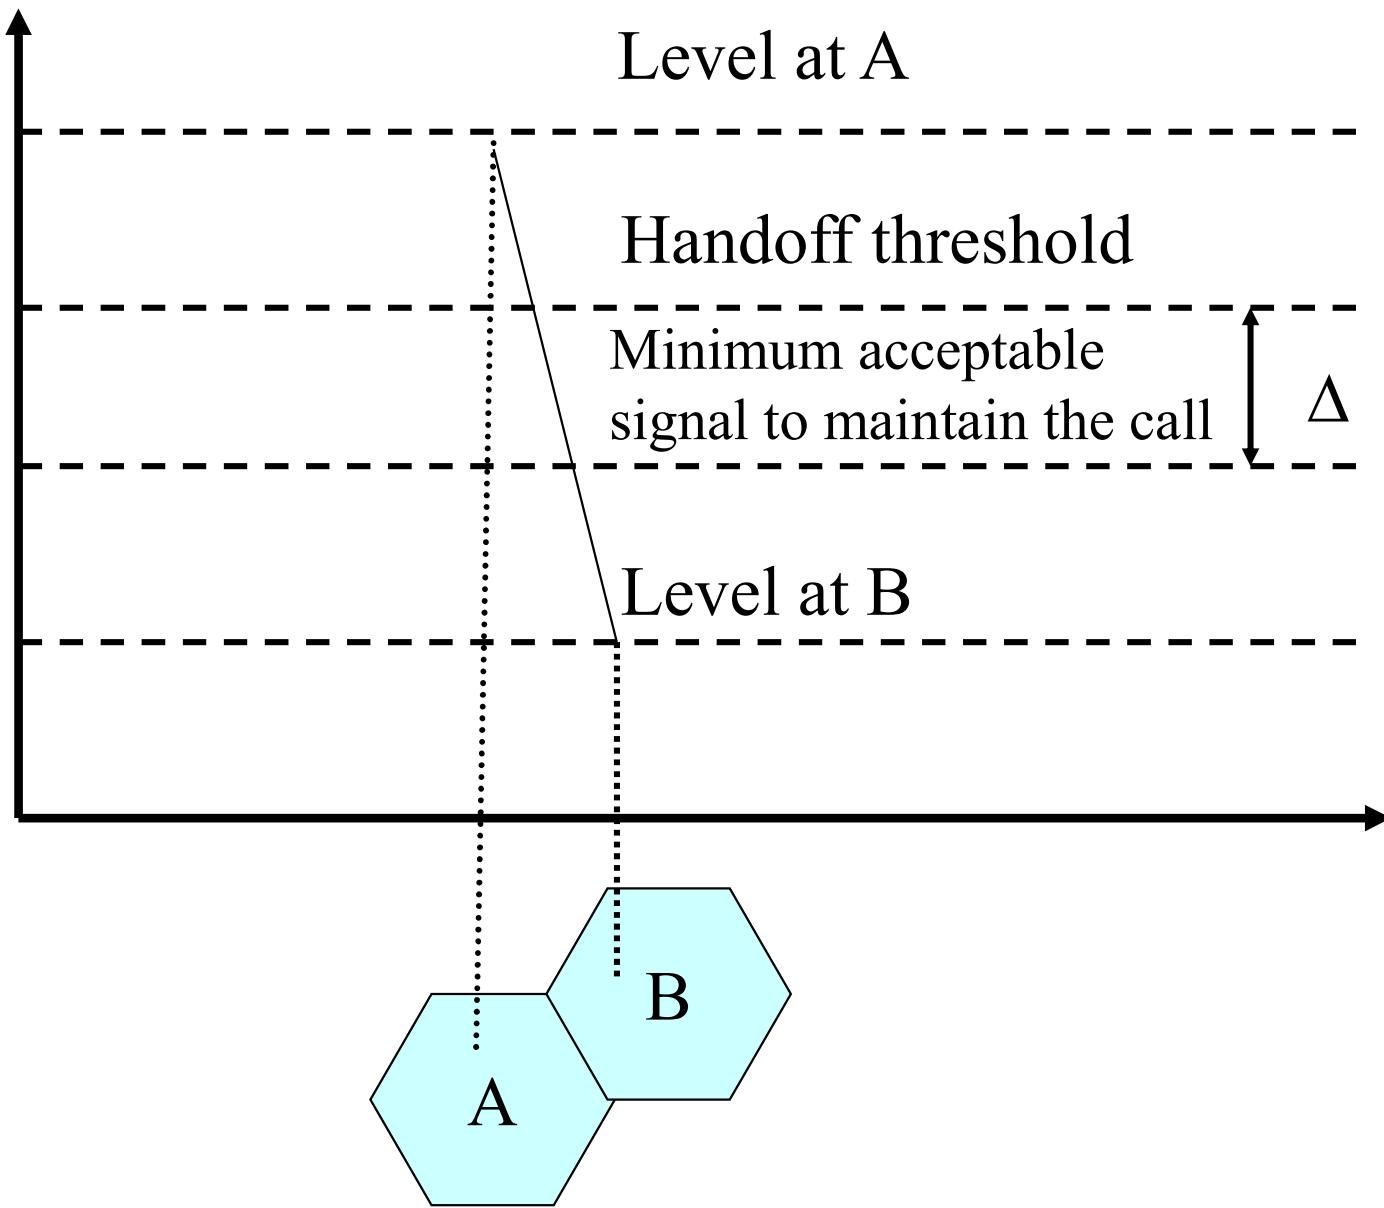 Level at A
Handoff threshold
Minimum acceptable
signal to maintain the call
Δ
Level at B
B
A